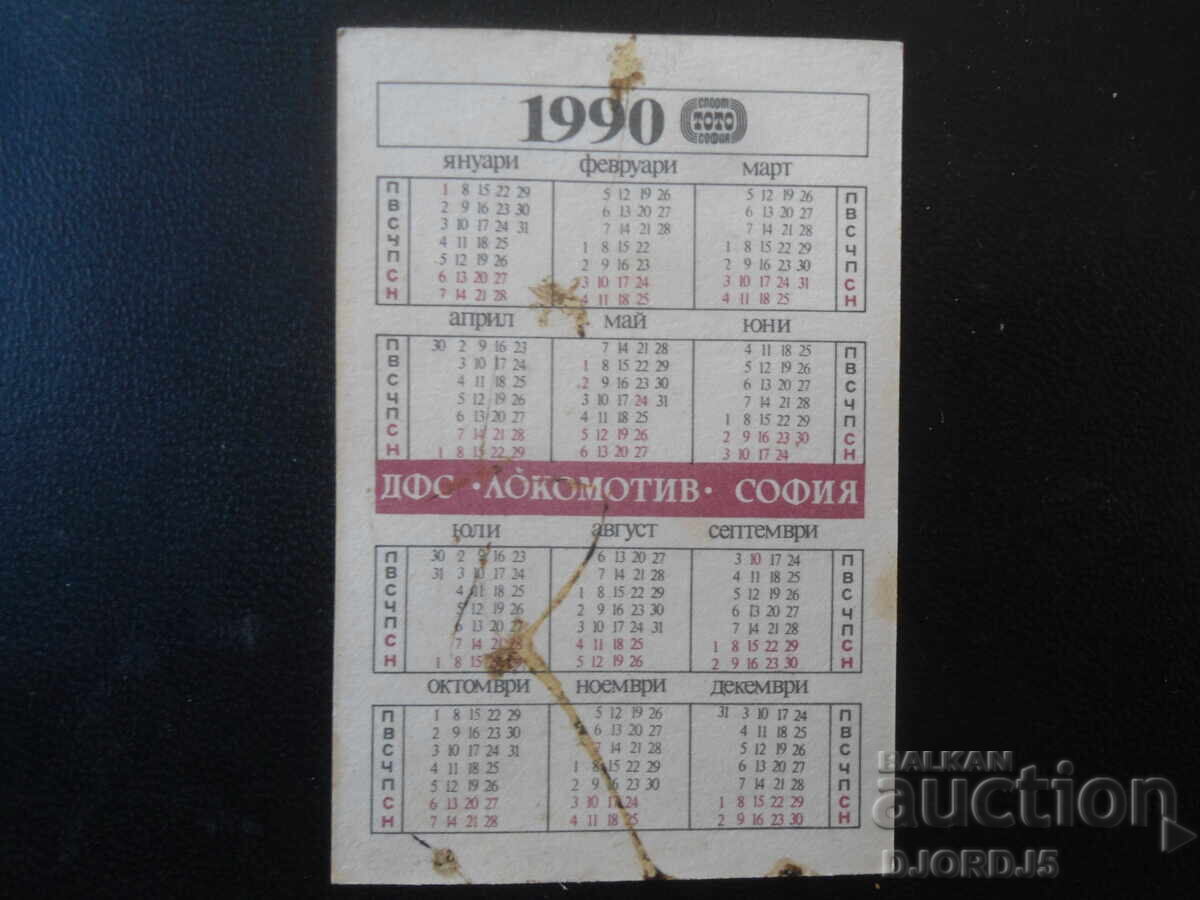 1990 СПОРТ ТОТО СОФИЯ
януари февруари март
П 1 8 15 22 29 5 12 19 26 5 12 19 26 П
В 2 9 16 23 30 6 13 20 27 6 13 20 27 В
С 3 10 17 24 31 7 14 21 28 7 14 21 28 С
Ч 4 11 18 25 1 8 15 22 1 8 15 22 29 Ч
П 5 12 19 26 2 9 16 23 2 9 16 23 30 П
С 6 13 20 27 3 10 17 24 3 10 17 24 31 С
Н 7 14 21 28 4 11 18 25 4 11 18 25 Н
април май юни
П 30 2 9 16 23 7 14 21 28 4 11 18 25 П
В 3 10 17 24 1 8 15 22 29 5 12 19 26 В
С 4 11 18 25 2 9 16 23 30 6 13 20 27 С
Ч 5 12 19 26 3 10 17 24 31 7 14 21 28 Ч
П 6 13 20 27 4 11 18 25 1 8 15 22 29 П
С 7 14 21 28 5 12 19 26 2 9 16 23 30 С
Н 1 8 15 22 29 6 13 20 27 3 10 17 24 Н
ДФС · ЛОКОМОТИВ · СОФИЯ
юли август септември
П 30 2 9 16 23 6 13 20 27 3 10 17 24 П
В 31 3 10 17 24 7 14 21 28 4 11 18 25 В
С 4 11 18 25 1 8 15 22 29 5 12 19 26 С
Ч 5 12 19 26 2 9 16 23 30 6 13 20 27 Ч
П 6 13 20 27 3 10 17 24 31 7 14 21 28 П
С 7 14 21 28 4 11 18 25 1 8 15 22 29 С
Н 1 8 15 22 29 5 12 19 26 2 9 16 23 30 Н
октомври ноември декември
П 1 8 15 22 29 5 12 19 26 31 3 10 17 24 П
В 2 9 16 23 30 6 13 20 27 4 11 18 25 В
С 3 10 17 24 31 7 14 21 28 5 12 19 26 С
Ч 4 11 18 25 1 8 15 22 29 6 13 20 27 Ч
П 5 12 19 26 2 9 16 23 30 7 14 21 28 П
С 6 13 20 27 3 10 17 24 1 8 15 22 29 С
Н 7 14 21 28 4 11 18 25 2 9 16 23 30 Н
BALKAN
auction
DJORDJ5